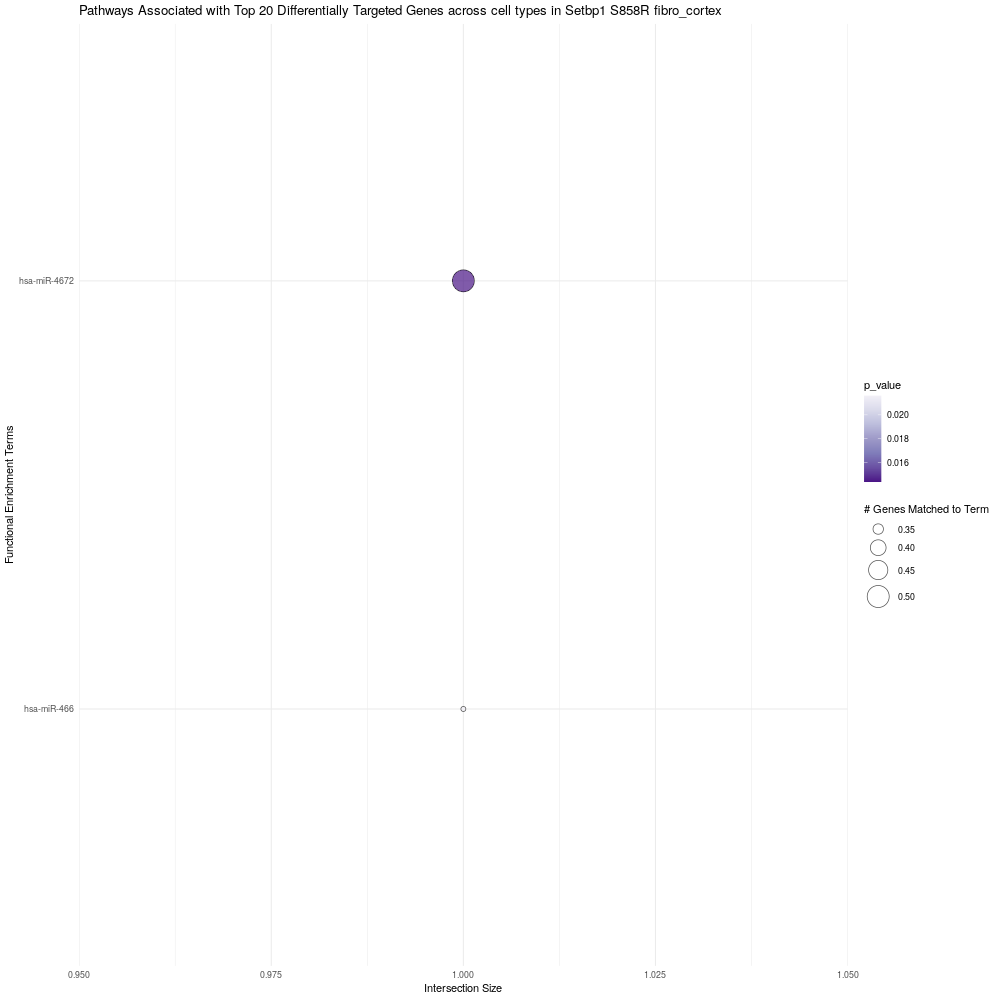 Pathways Associated with Top 20 Differentially Targeted Genes across cell types in Setbp1 S858R fibro_cortex
hsa-miR-4672
hsa-miR-466
Functional Enrichment Terms
0.950
0.975
1.000
1.025
1.050
Intersection Size
p_value
0.020
0.018
0.016
# Genes Matched to Term
0.35
0.40
0.45
0.50